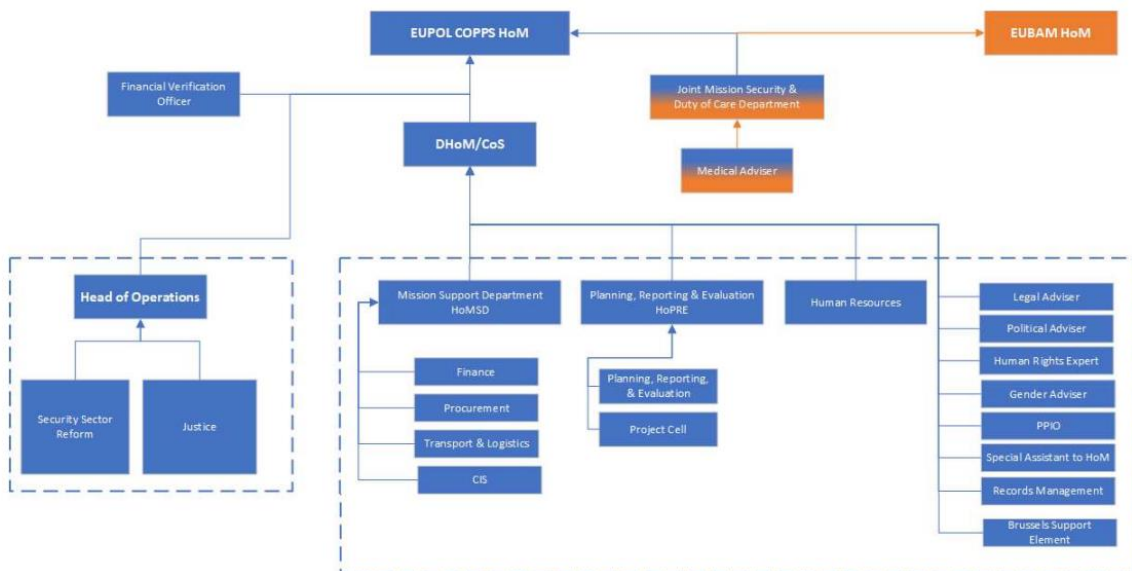 EUPOL COPPS HoM
EUBAM HoM
Financial Verification
Officer
Joint Mission Security &
Duty of Care Department
DHoM/CoS
Medical Adviser
Head of Operations
Security Sector
Reform
Justice
Mission Support Department
HoMSD
Finance
Procurement
Transport & Logistics
CIS
Planning, Reporting & Evaluation
HoPRE
Planning, Reporting,
& Evaluation
Project Cell
Human Resources
Legal Adviser
Political Adviser
Human Rights Expert
Gender Adviser
PPIO
Special Assistant to HoM
Records Management
Brussels Support
Element